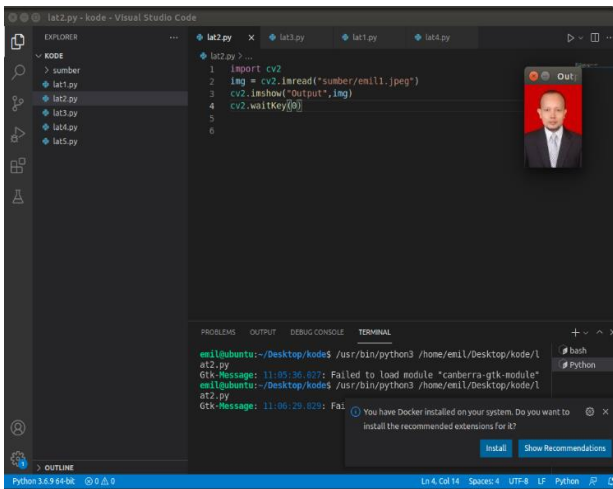 lat2.py - kode - Visual Studio Code
EXPLORER
lat2.py
lat3.py
lat1.py
lat4.py
KODE
sumber
lat1.py
lat2.py
lat3.py
lat4.py
lat5.py
lat2.py > ...
1 import cv2
2 img = cv2.imread("sumber/emil1.jpeg")
3 cv2.imshow("Output",img)
4 cv2.waitKey(0)
5
6
PROBLEMS OUTPUT DEBUG CONSOLE TERMINAL
emil@ubuntu:~/Desktop/kode$ /usr/bin/python3 /home/emil/Desktop/kode/l
at2.py
Gtk-Message: 11:05:36.027: Failed to load module "canberra-gtk-module"
emil@ubuntu:~/Desktop/kode$ /usr/bin/python3 /home/emil/Desktop/kode/l
at2.py
Gtk-Message: 11:06:29.029: Fai
bash
Python
You have Docker installed on your system. Do you want to
install the recommended extensions for it?
Install Show Recommendations
OUTLINE
Python 3.6.9 64-bit 0 0 Ln 4, Col 14 Spaces: 4 UTF-8 LF Python